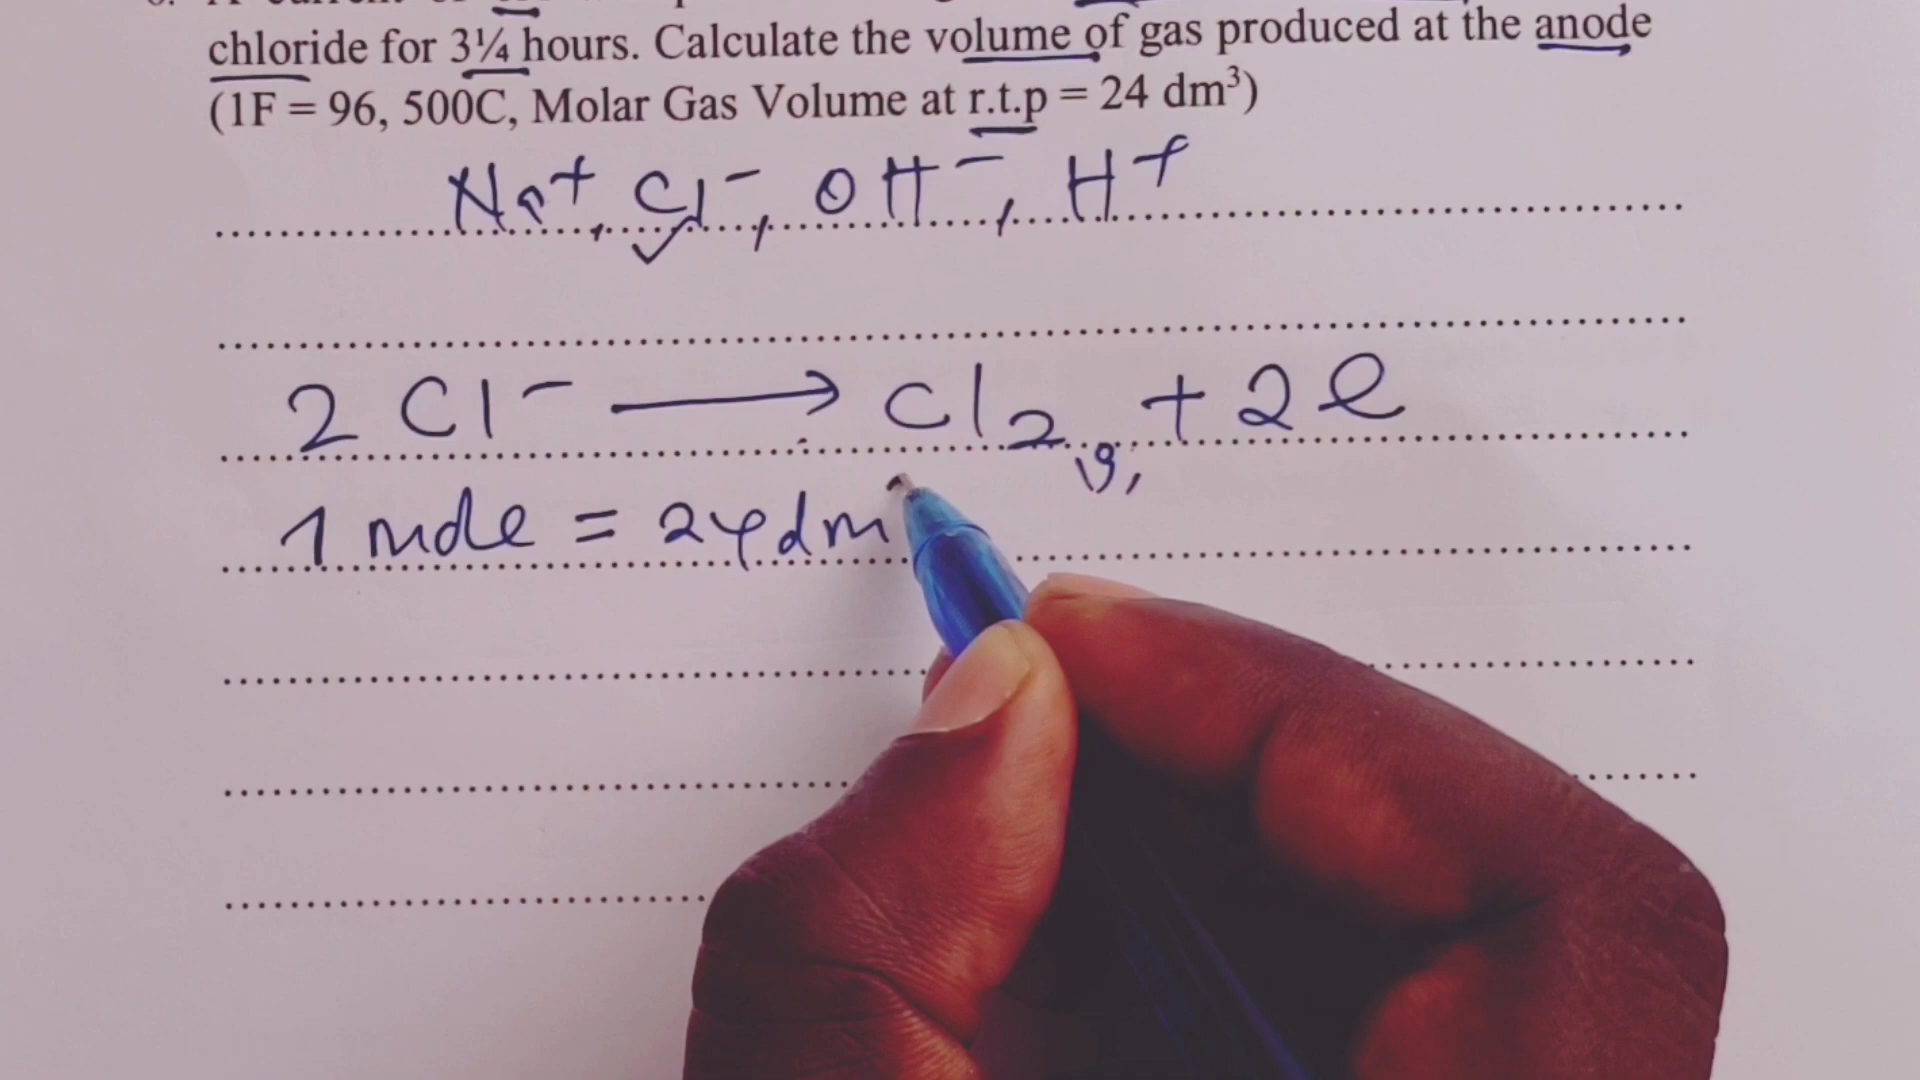 chloride for 3¼ hours. Calculate the volume of gas produced at the anode
(1F = 96, 500C, Molar Gas Volume at r.t.p = 24 dm³)
Na⁺, Cl⁻, OH⁻, H⁺
2 Cl⁻ → Cl₂(g) + 2e
1 mole = 24dm